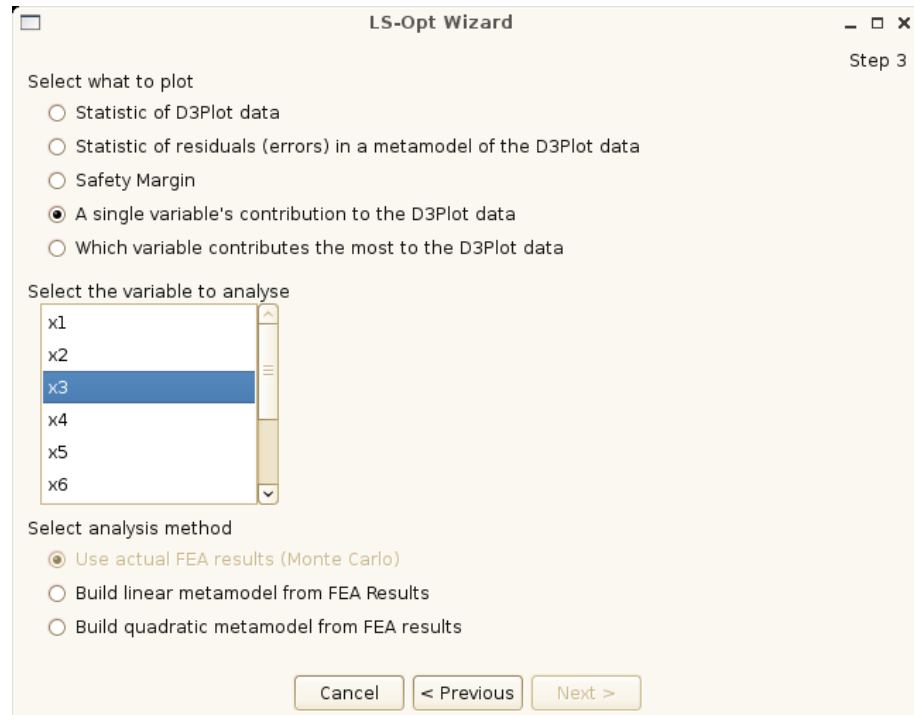 LS-Opt Wizard
Step 3
Select what to plot
Statistic of D3Plot data
Statistic of residuals (errors) in a metamodel of the D3Plot data
Safety Margin
A single variable's contribution to the D3Plot data
Which variable contributes the most to the D3Plot data
Select the variable to analyse
x1
x2
x3
x4
x5
x6
Select analysis method
Use actual FEA results (Monte Carlo)
Build linear metamodel from FEA Results
Build quadratic metamodel from FEA results
Cancel
< Previous
Next >